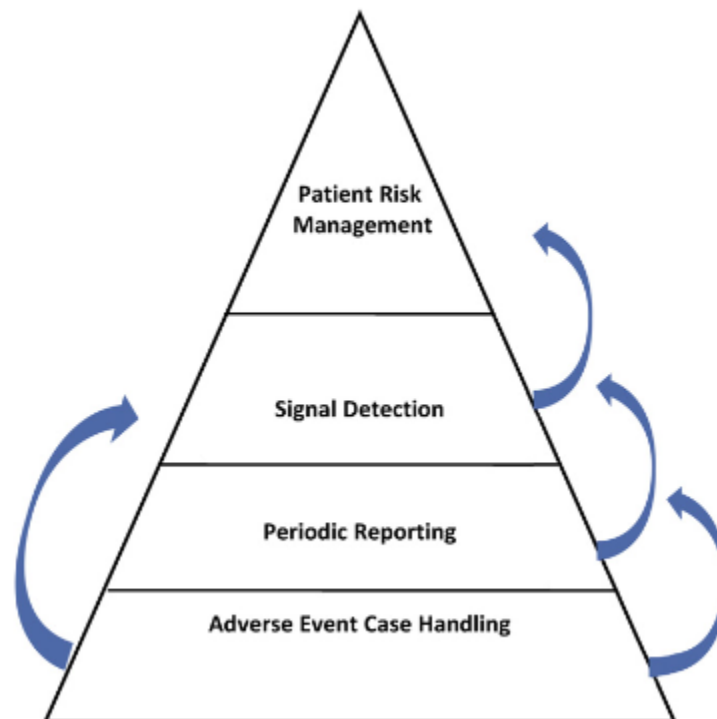 Patient Risk
Management
Signal Detection
Periodic Reporting
Adverse Event Case Handling